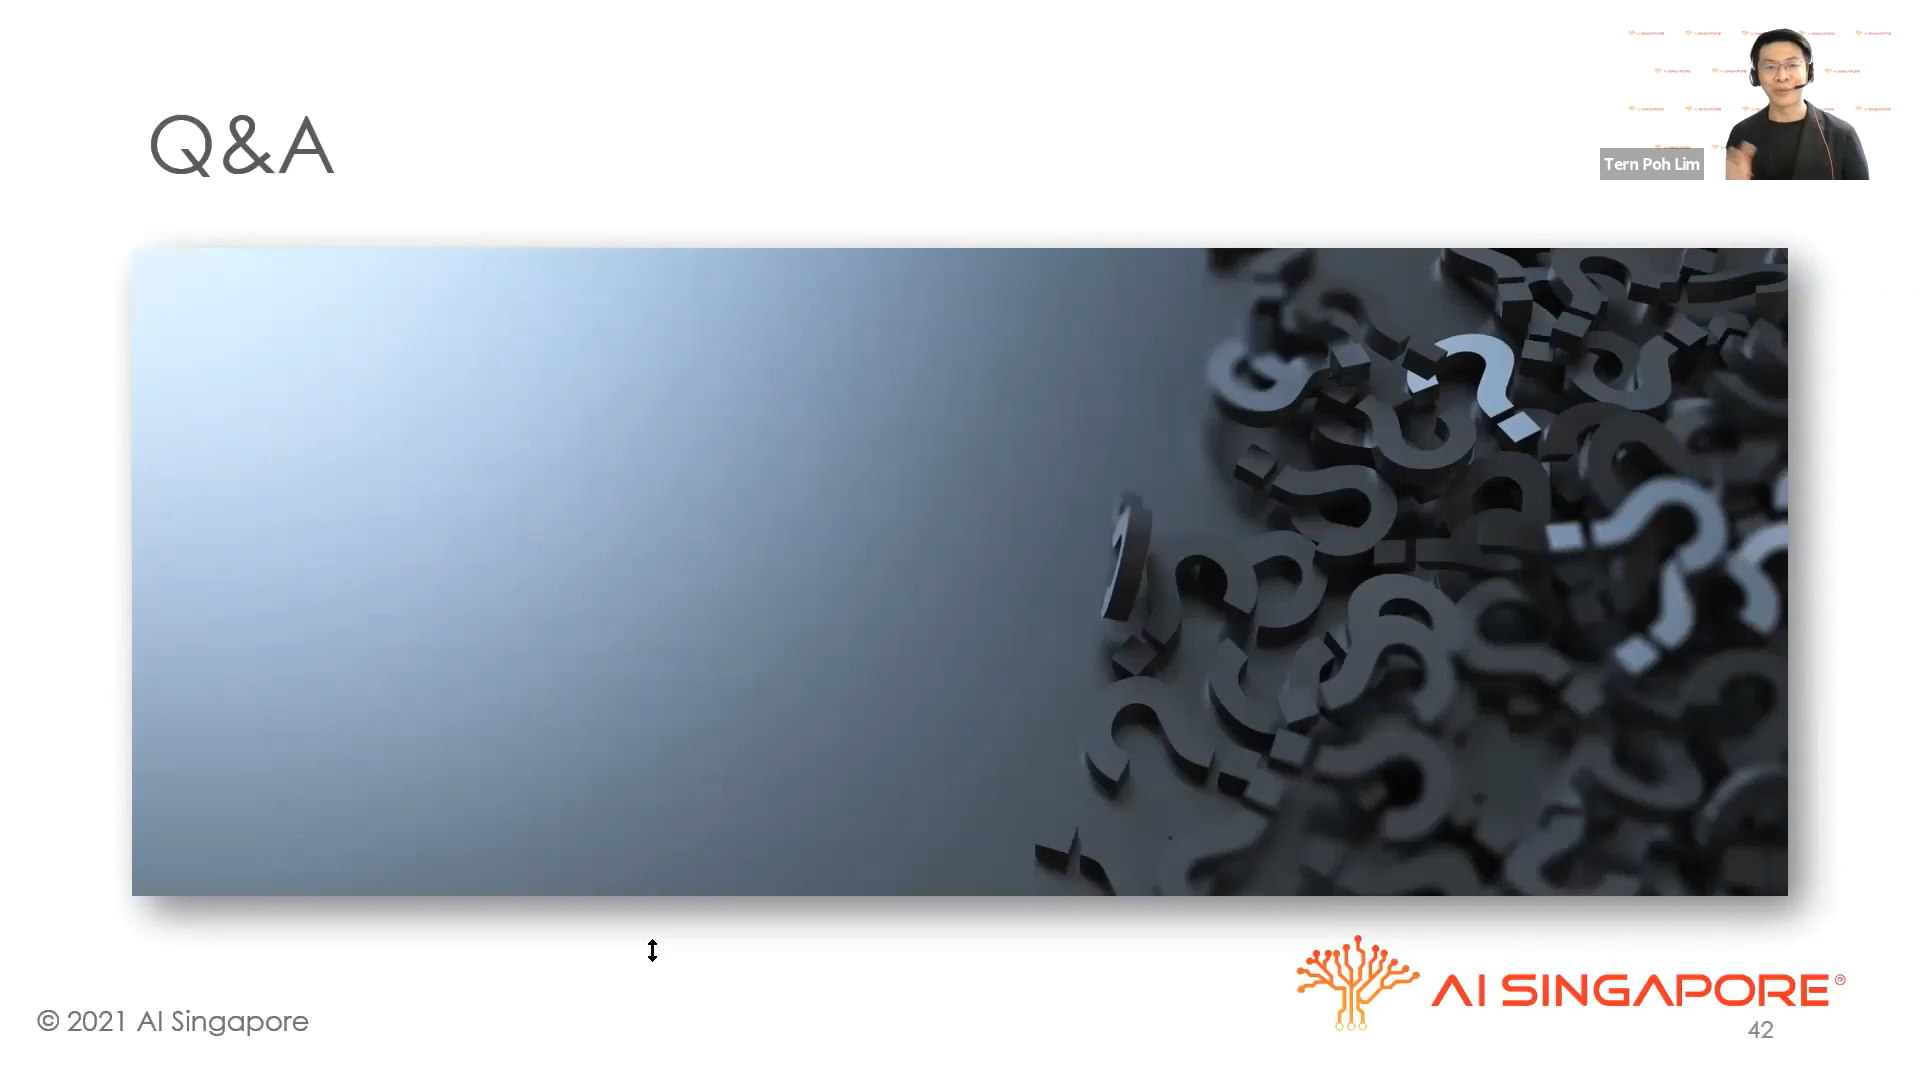 Q&A
Tern Poh Lim
AI SINGAPORE®
© 2021 AI Singapore
42